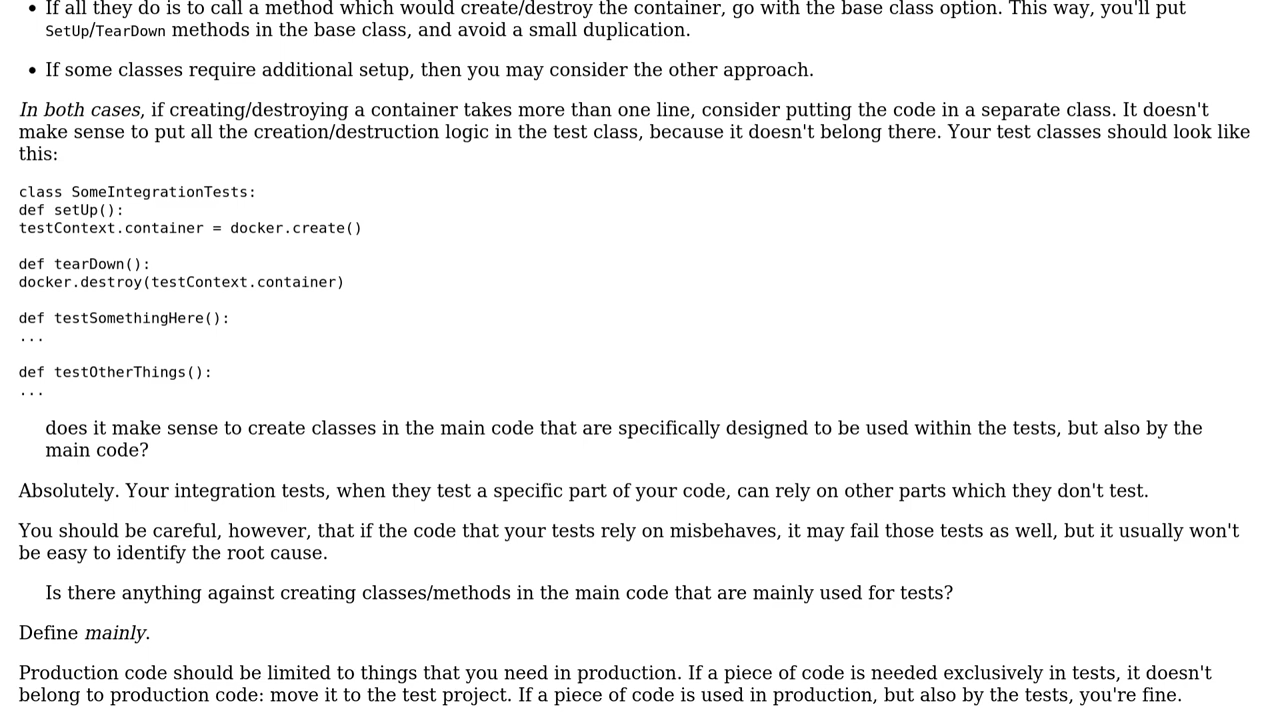 • If all they do is to call a method which would create/destroy the container, go with the base class option. This way, you'll put
SetUp/TearDown methods in the base class, and avoid a small duplication.
• If some classes require additional setup, then you may consider the other approach.
In both cases, if creating/destroying a container takes more than one line, consider putting the code in a separate class. It doesn't
make sense to put all the creation/destruction logic in the test class, because it doesn't belong there. Your test classes should look like
this:
class SomeIntegrationTests:
def setUp():
testContext.container = docker.create()
def tearDown():
docker.destroy(testContext.container)
def testSomethingHere():
...
def testOtherThings():
...
does it make sense to create classes in the main code that are specifically designed to be used within the tests, but also by the
main code?
Absolutely. Your integration tests, when they test a specific part of your code, can rely on other parts which they don't test.
You should be careful, however, that if the code that your tests rely on misbehaves, it may fail those tests as well, but it usually won't
be easy to identify the root cause.
Is there anything against creating classes/methods in the main code that are mainly used for tests?
Define mainly.
Production code should be limited to things that you need in production. If a piece of code is needed exclusively in tests, it doesn't
belong to production code: move it to the test project. If a piece of code is used in production, but also by the tests, you're fine.